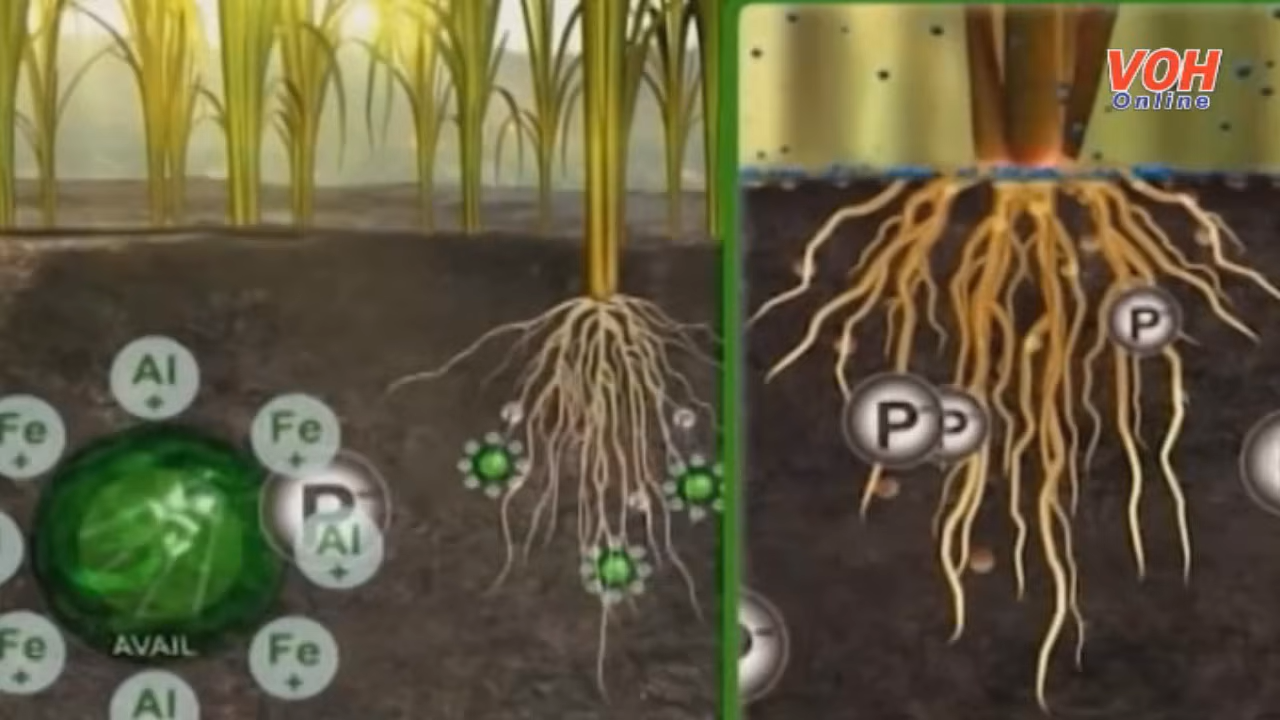 VOH
Online
Al
+
Fe
+
Fe
+
P-
Al
+
AVAIL
Fe
+
Fe
+
Al
P
P-
P-